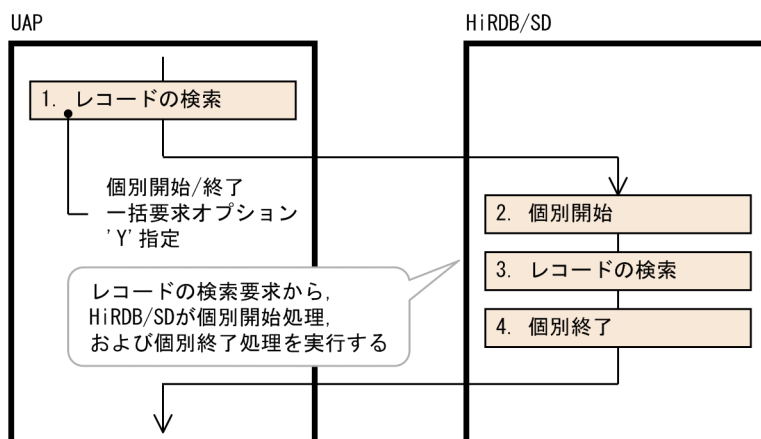 UAP
HiRDB/SD
1. レコードの検索
個別開始/終了
一括要求オプション
'Y'指定
2. 個別開始
3. レコードの検索
4. 個別終了
レコードの検索要求から,
HiRDB/SDが個別開始処理,
および個別終了処理を実行する